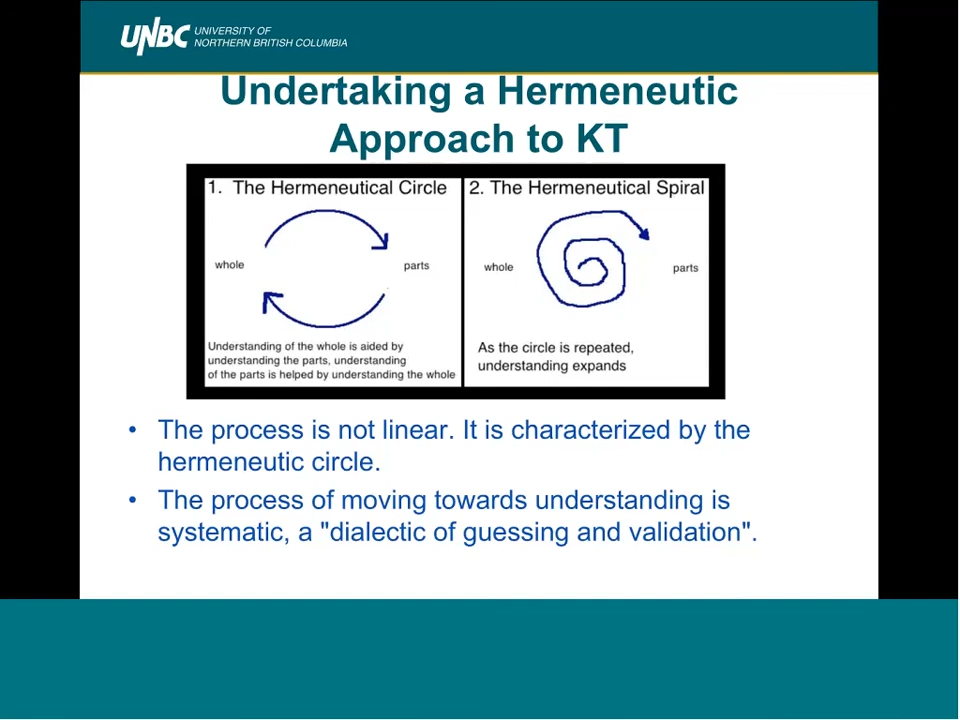 UNBC
UNIVERSITY OF
NORTHERN BRITISH COLUMBIA
Undertaking a Hermeneutic
Approach to KT
1. The Hermeneutical Circle
whole
parts
Understanding of the whole is aided by
understanding the parts, understanding
of the parts is helped by understanding the whole
2. The Hermeneutical Spiral
whole
parts
As the circle is repeated,
understanding expands
• The process is not linear. It is characterized by the
hermeneutic circle.
• The process of moving towards understanding is
systematic, a "dialectic of guessing and validation".